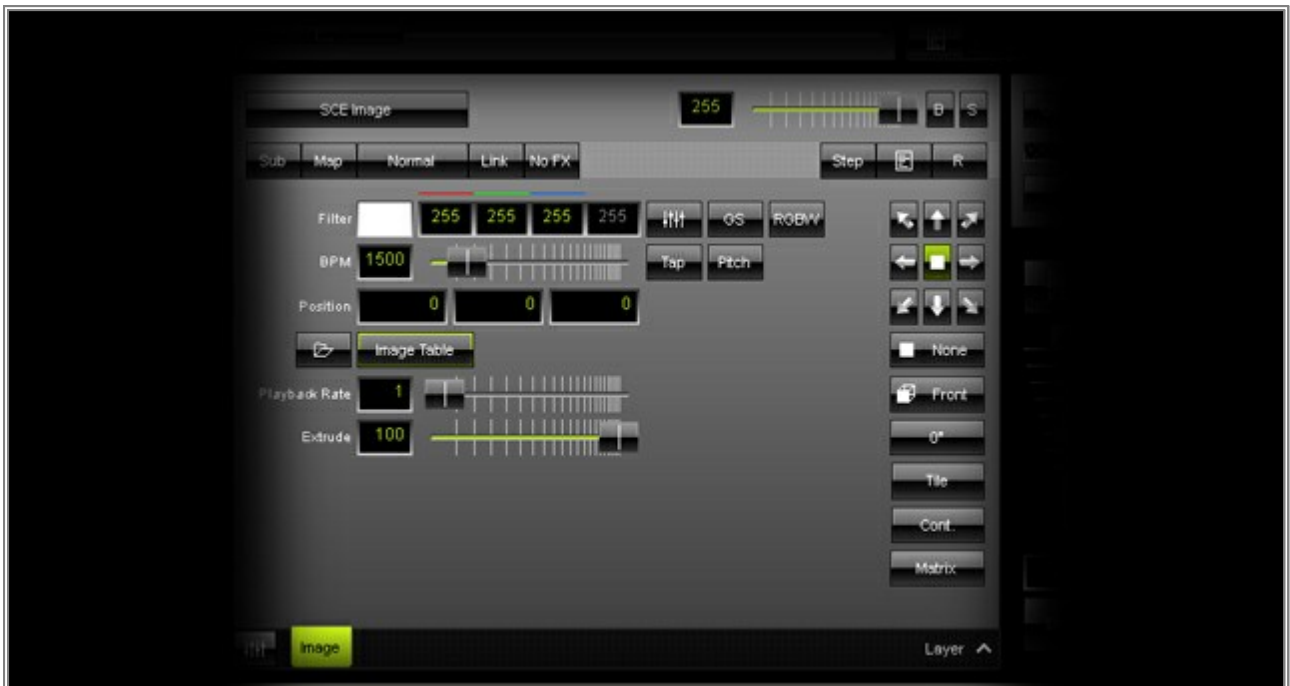 SCE Image 255 B S
Sub Map Normal Link No FX Step R
Filter 255 255 255 255 GS RGBW
BPM 1500 Tap Pitch
Position 0 0 0
Image Table None
Playback Rate 1 Front
Extrude 100 0°
Tile
Cont.
Matrix
Image Layer